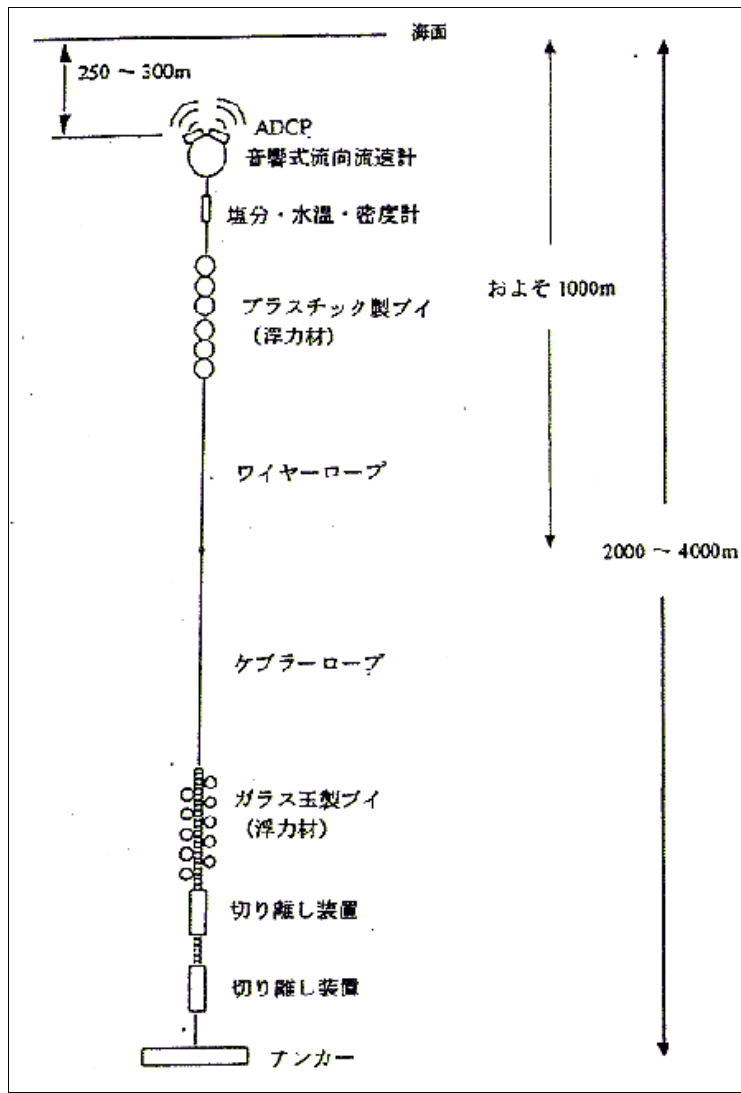 海面
250 ～ 300m
ADCP
音響式流向流速計
塩分・水温・密度計
およそ 1000m
プラスチック製ブイ
（浮力材）
ワイヤーロープ
2000 ～ 4000m
ケブラーロープ
ガラス玉製ブイ
（浮力材）
切り離し装置
切り離し装置
アンカー